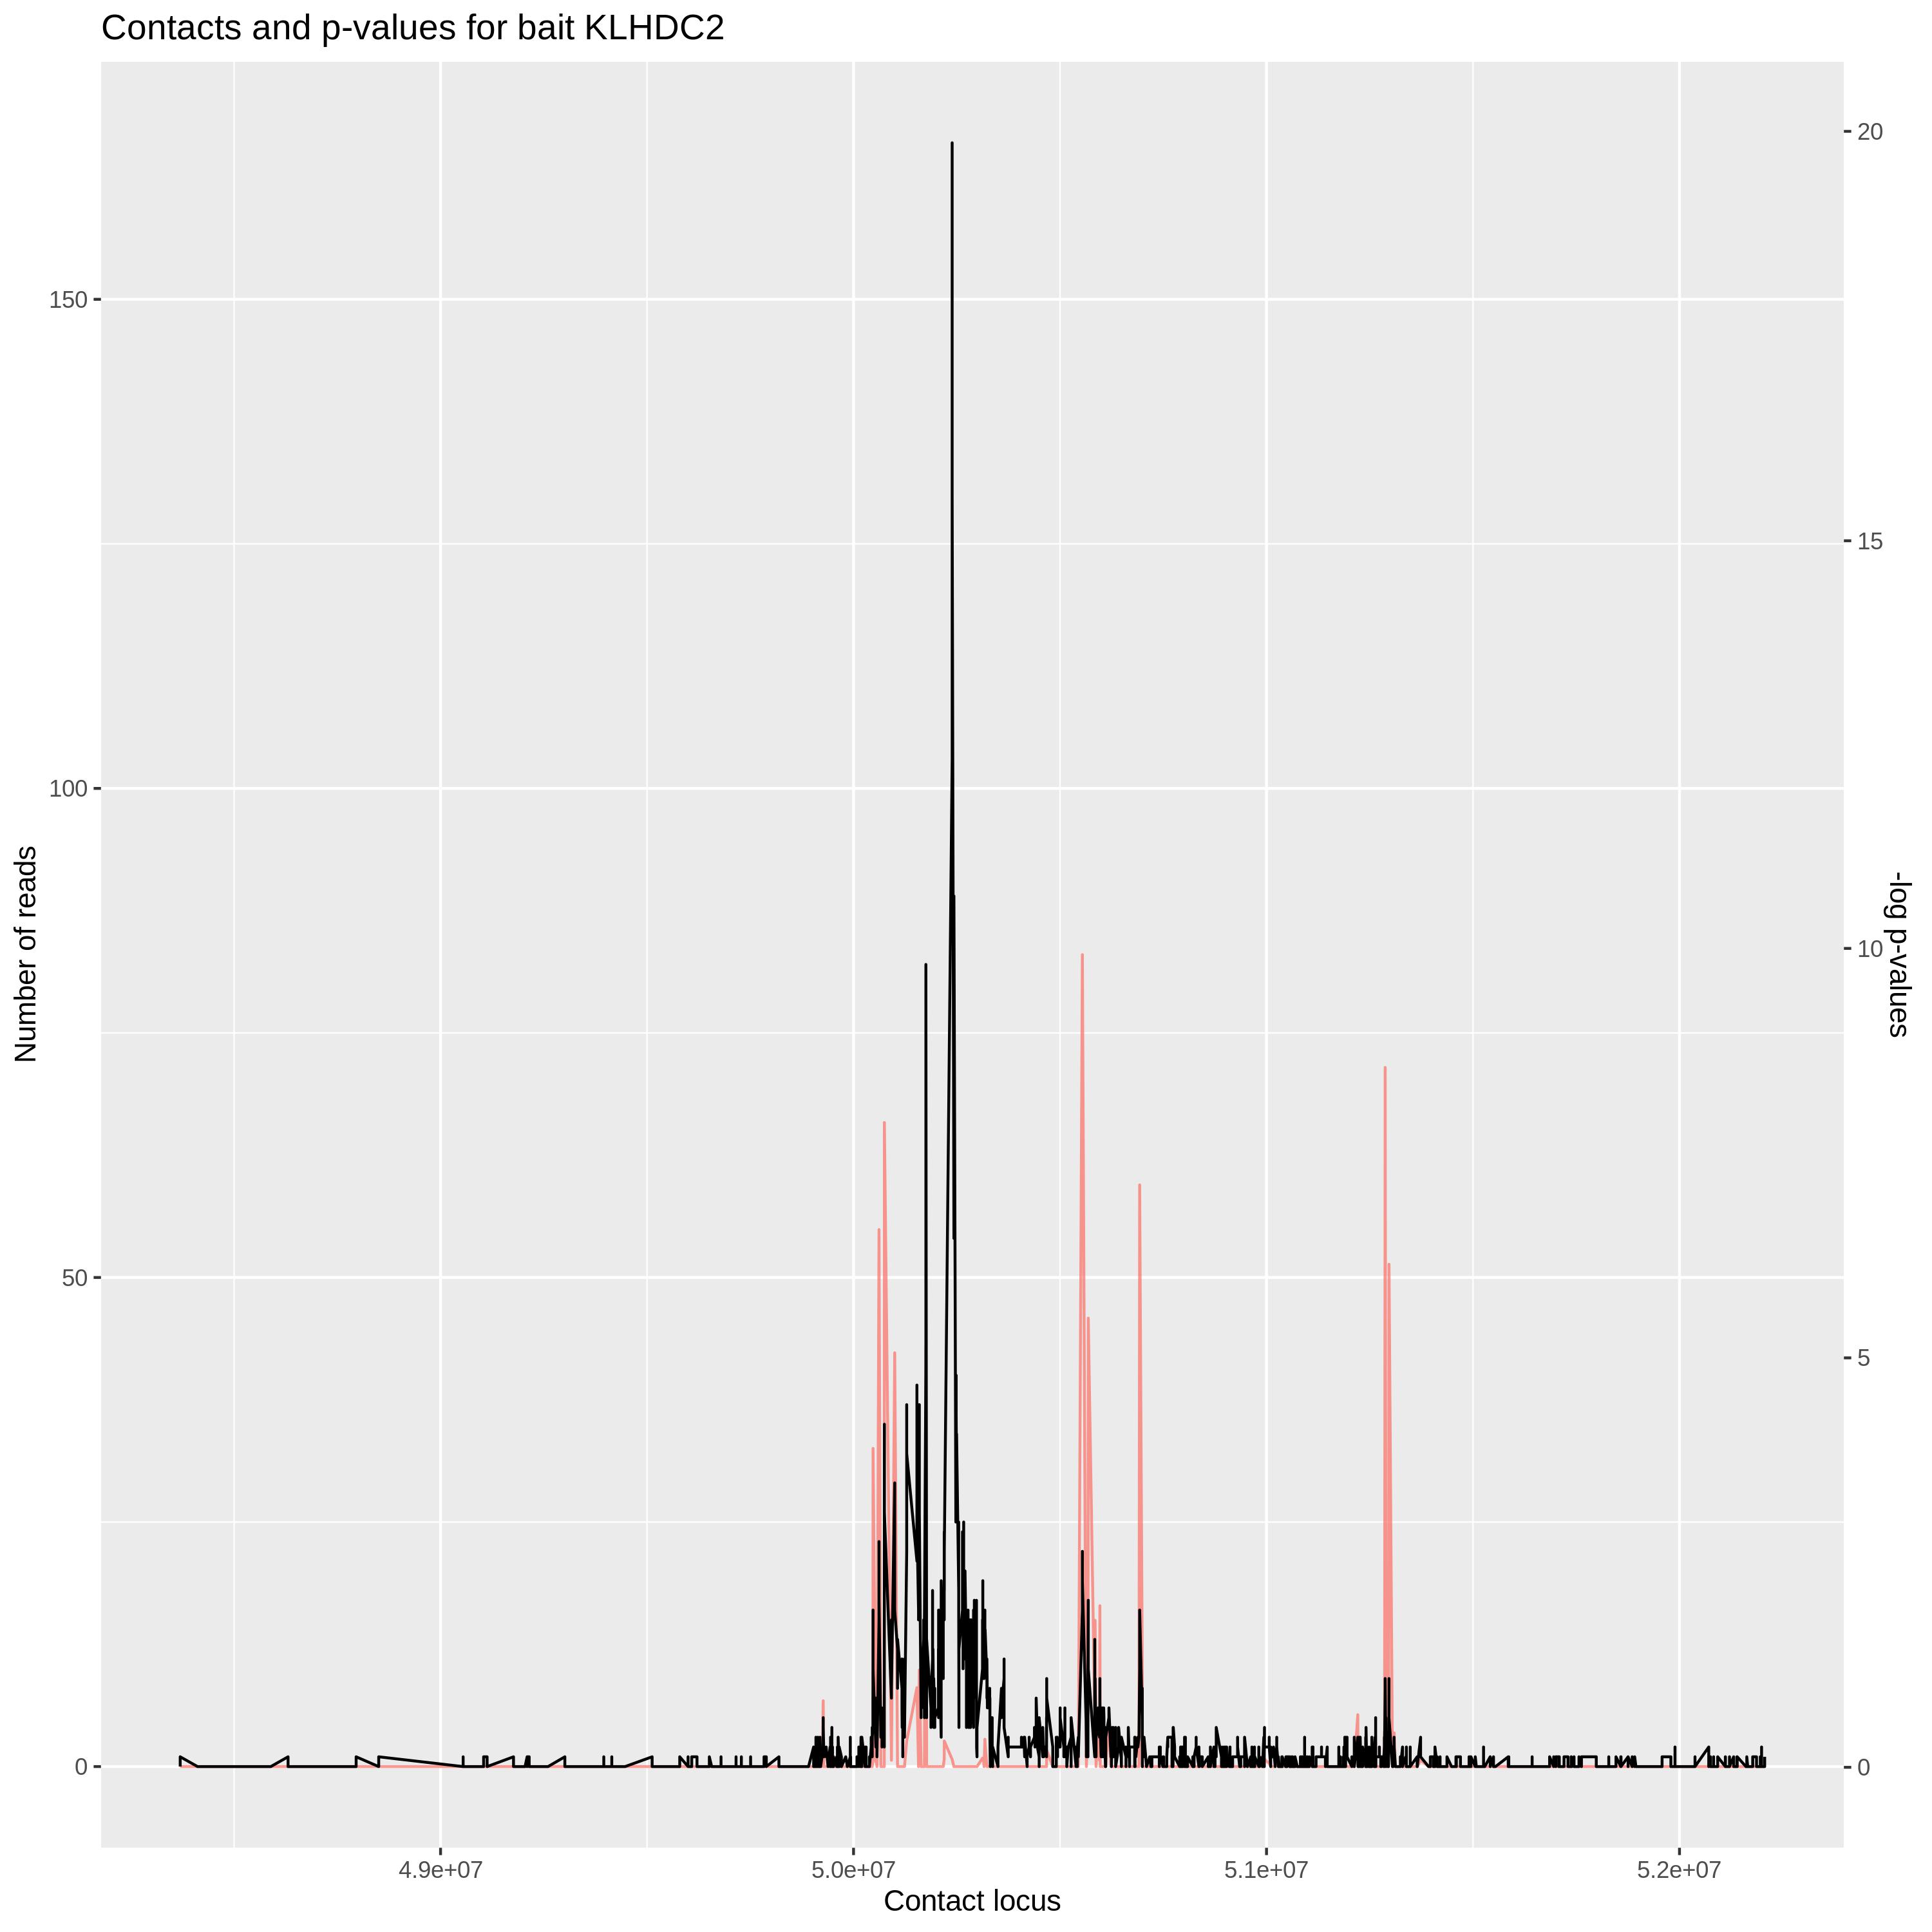 Contacts and p-values for bait KLHDC2
Number of reads
150
100
50
0
20
15
10
5
0
-log p-values
4.9e+07
5.0e+07
5.1e+07
5.2e+07
Contact locus